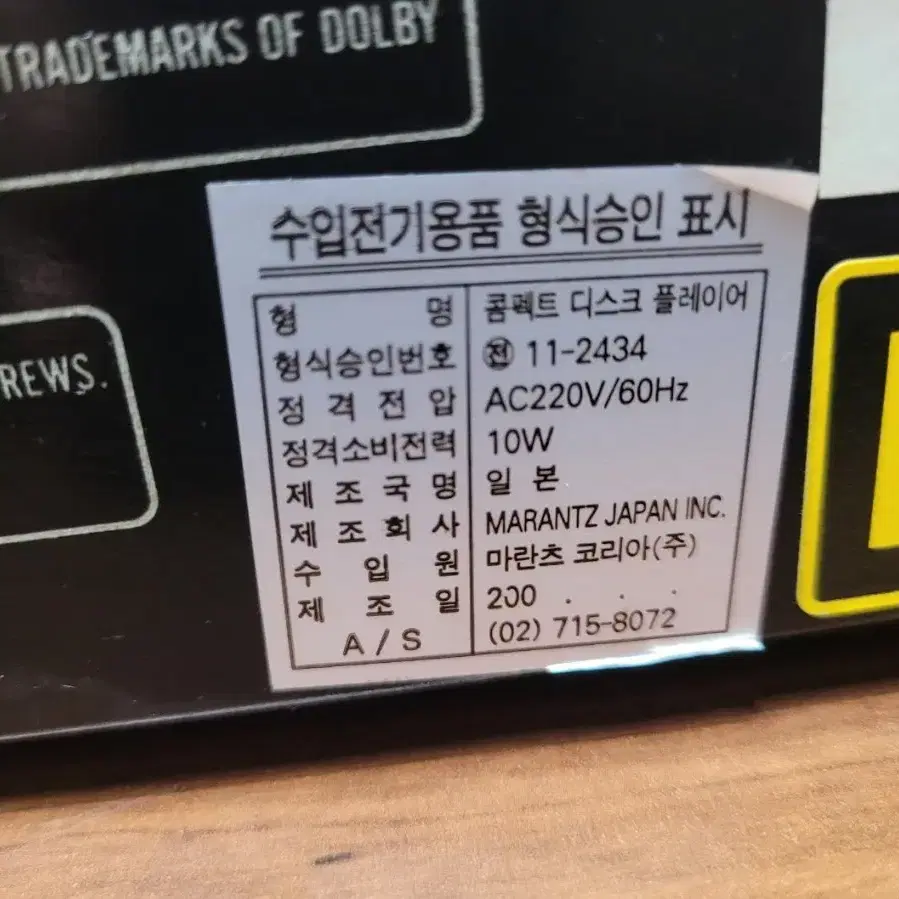 TRADEMARKS OF DOLBY
REWS.
수입전기용품 형식승인 표시
형 명 콤펙트 디스크 플레이어
형식승인번호 ㉠ 11-2434
정 격 전 압 AC220V/60Hz
정격소비전력 10W
제 조 국 명 일 본
제 조 회 사 MARANTZ JAPAN INC.
수 입 원 마란츠 코리아(주)
제 조 일 200 . . .
A/S (02) 715-8072